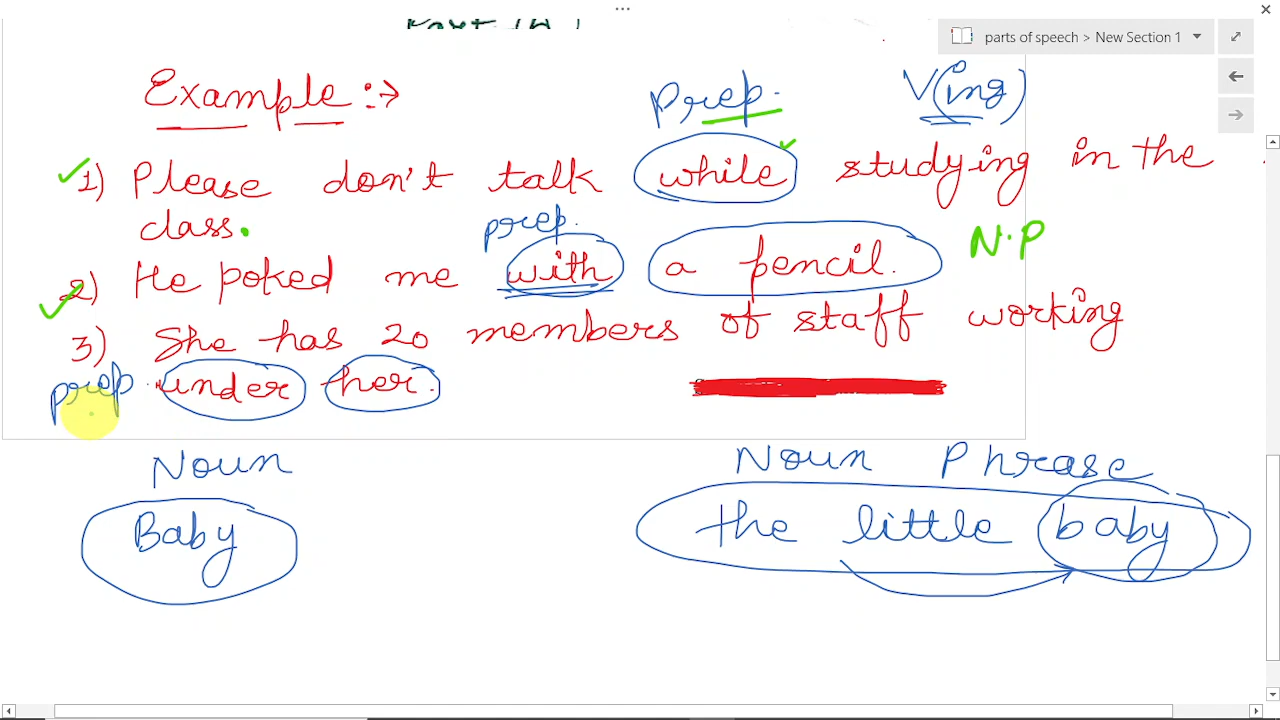 parts of speech > New Section 1
Example :→
Prep.
V(ing)
1) Please don't talk while studying in the
class.
prep.
N.P
2) He poked me with a pencil.
3) She has 20 members of staff working
prep. under her.
Noun
Noun Phrase
Baby
the little baby